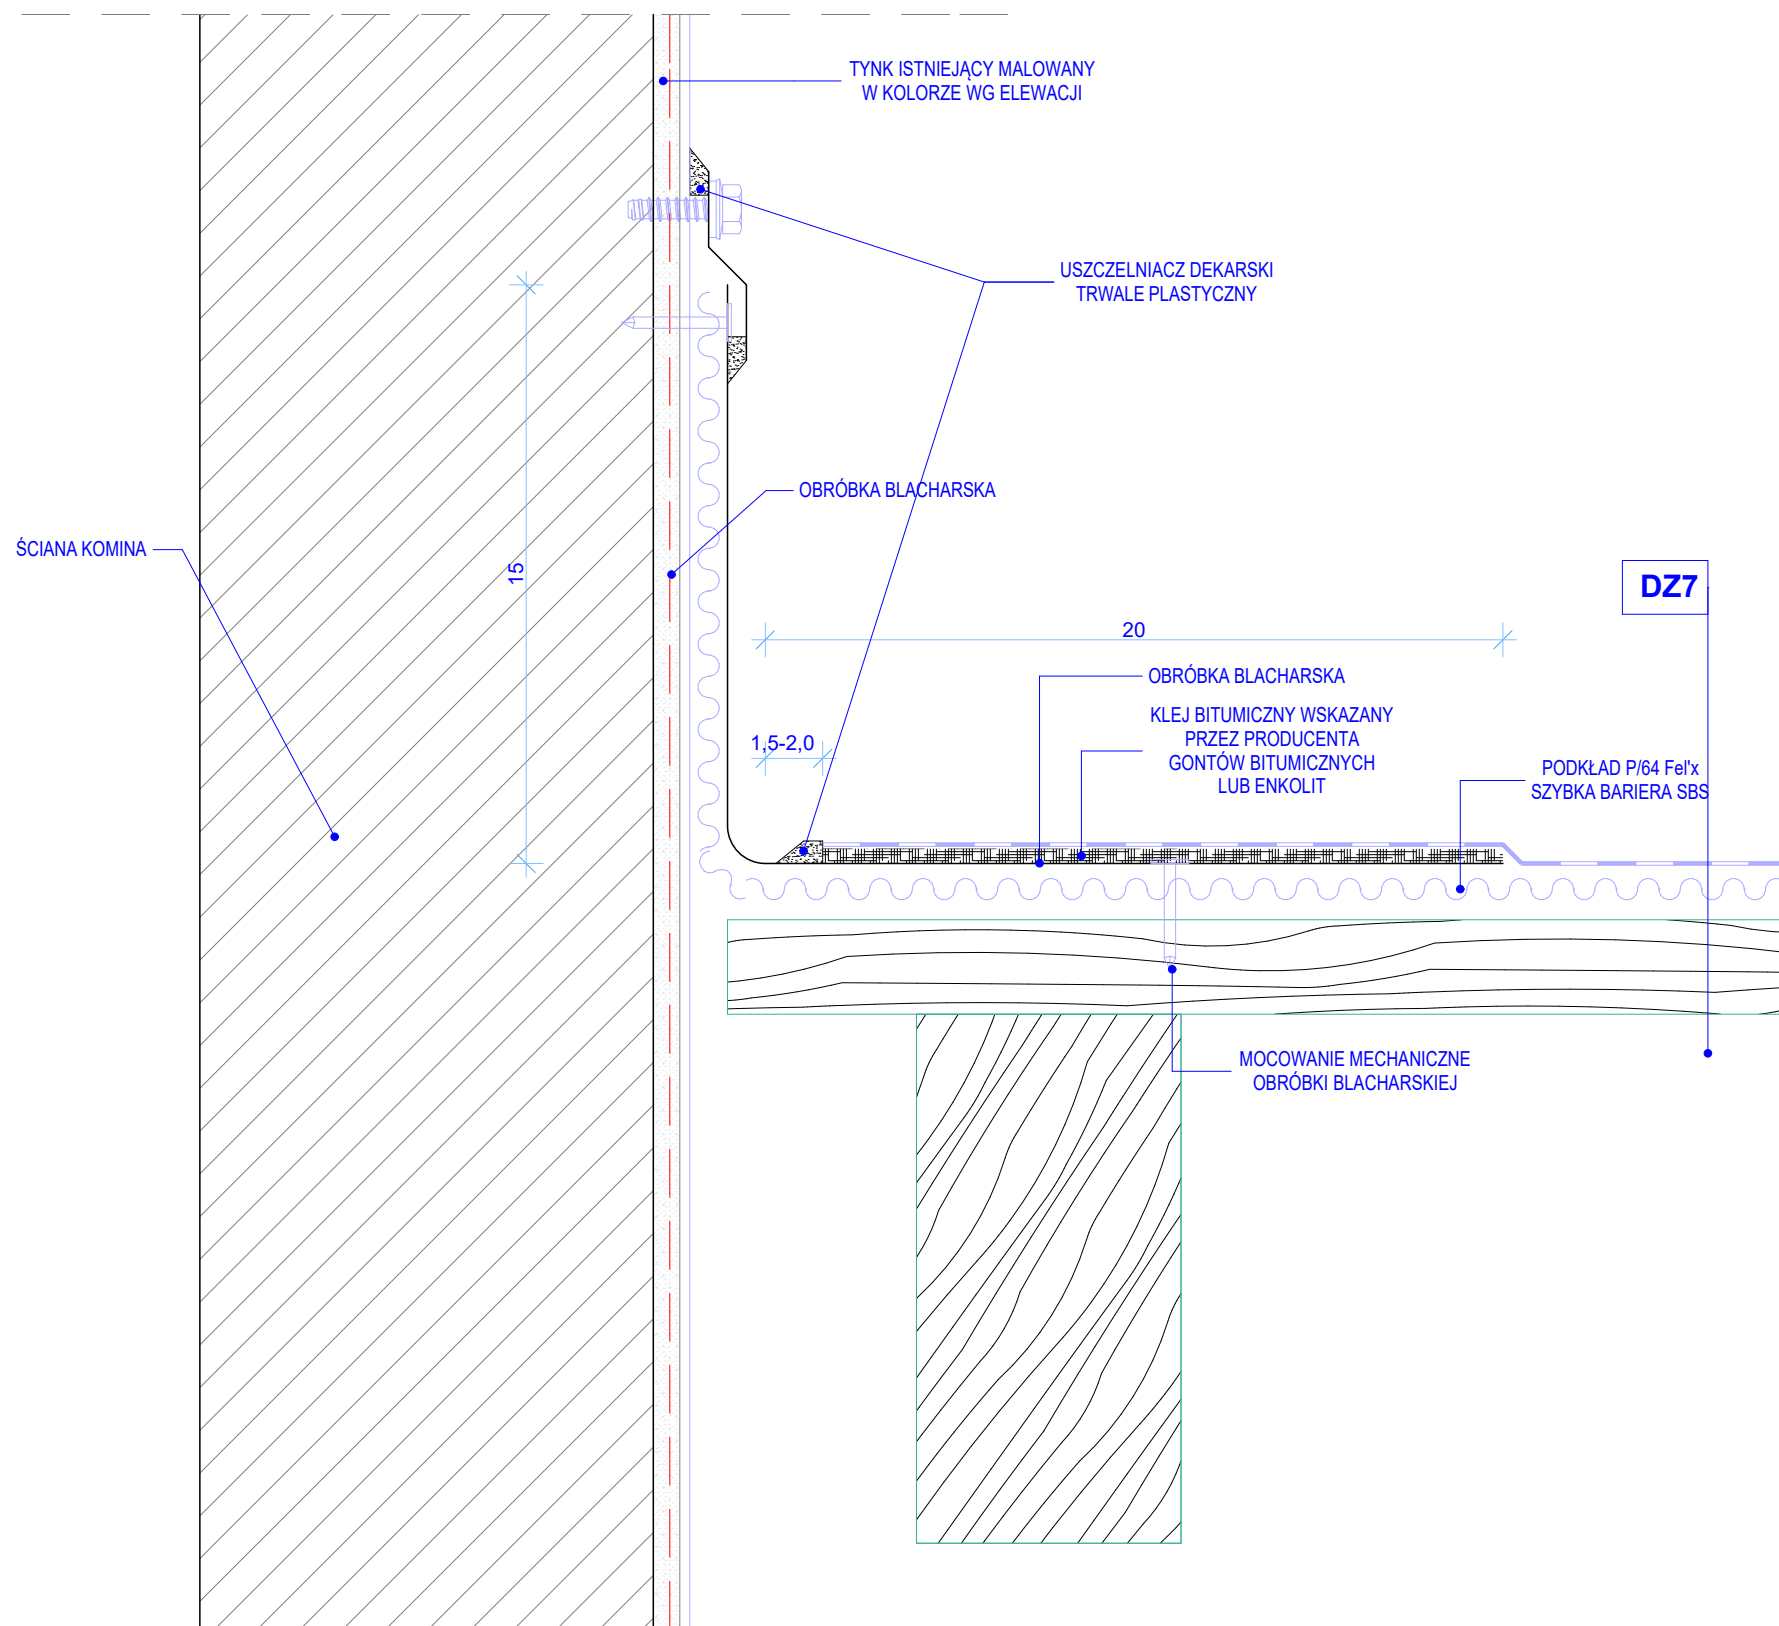 TYNK ISTNIEJĄCY MALOWANY
W KOLORZE WG ELEWACJI
USZCZELNIACZ DEKARSKI
TRWALE PLASTYCZNY
OBRÓBKA BLACHARSKA
ŚCIANA KOMINA
15
DZ7
20
OBRÓBKA BLACHARSKA
KLEJ BITUMICZNY WSKAZANY
PRZEZ PRODUCENTA
GONTÓW BITUMICZNYCH
LUB ENKOLIT
1,5-2,0
PODKŁAD P/64 Fel'x
SZYBKA BARIERA SBS
MOCOWANIE MECHANICZNE
OBRÓBKI BLACHARSKIEJ